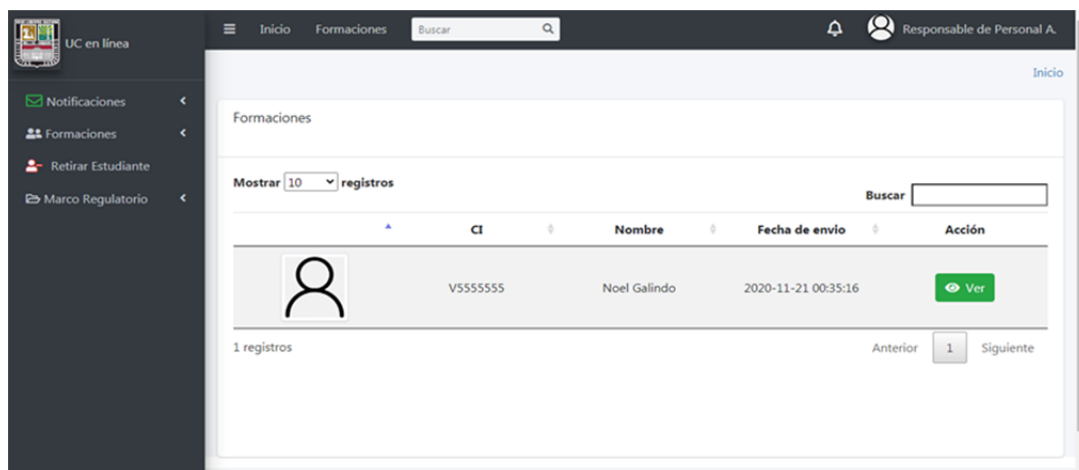 UC en línea
Inicio Formaciones Buscar Responsable de Personal A.
Inicio
Notificaciones
Formaciones
Retirar Estudiante
Marco Regulatorio
Formaciones
Mostrar 10 registros
Buscar
CI Nombre Fecha de envio Acción
V5555555 Noel Galindo 2020-11-21 00:35:16 Ver
1 registros
Anterior 1 Siguiente